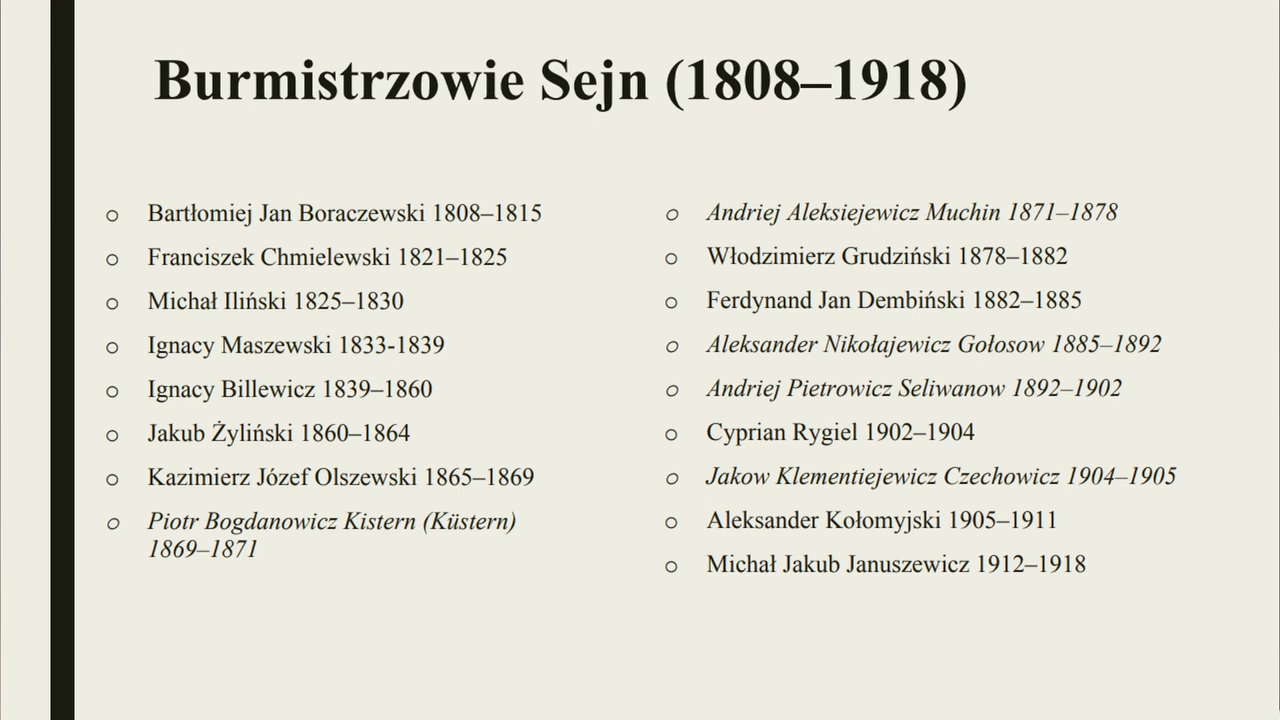 Burmistrzowie Sejn (1808–1918)
Bartłomiej Jan Boraczewski 1808–1815
Franciszek Chmielewski 1821–1825
Michał Iliński 1825–1830
Ignacy Maszewski 1833-1839
Ignacy Billewicz 1839–1860
Jakub Żyliński 1860–1864
Kazimierz Józef Olszewski 1865–1869
Piotr Bogdanowicz Kistern (Küstern)
1869–1871
Andriej Aleksiejewicz Muchin 1871–1878
Włodzimierz Grudziński 1878–1882
Ferdynand Jan Dembiński 1882–1885
Aleksander Nikołajewicz Gołosow 1885–1892
Andriej Pietrowicz Seliwanow 1892–1902
Cyprian Rygiel 1902–1904
Jakow Klementiejewicz Czechowicz 1904–1905
Aleksander Kołomyjski 1905–1911
Michał Jakub Januszewicz 1912–1918